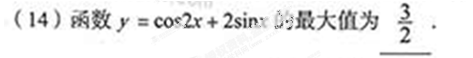 （14）函数 y = cos2x + 2sinx 的最大值为 3/2 .